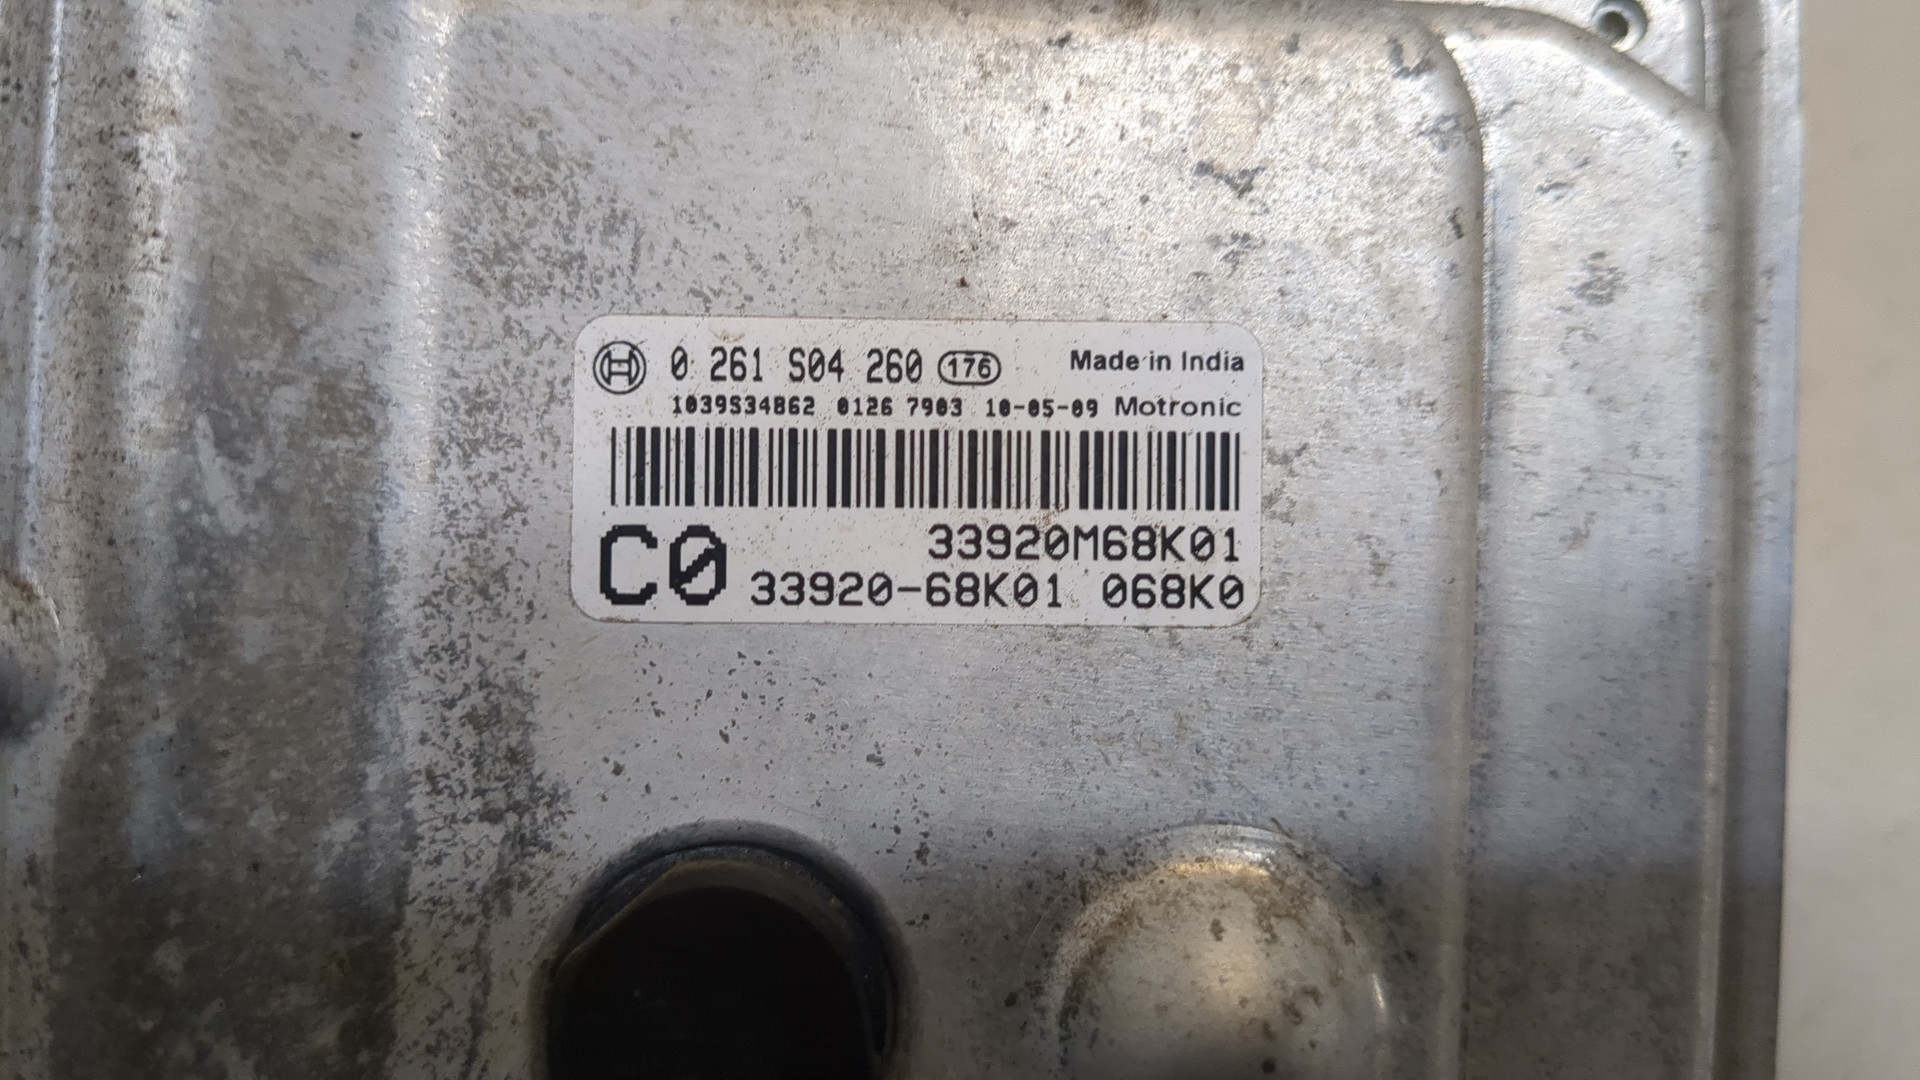 0 261 S04 260 176 Made in India
1039S34862 0126 7903 10-05-09 Motronic
33920M68K01
C0 33920-68K01 068K0